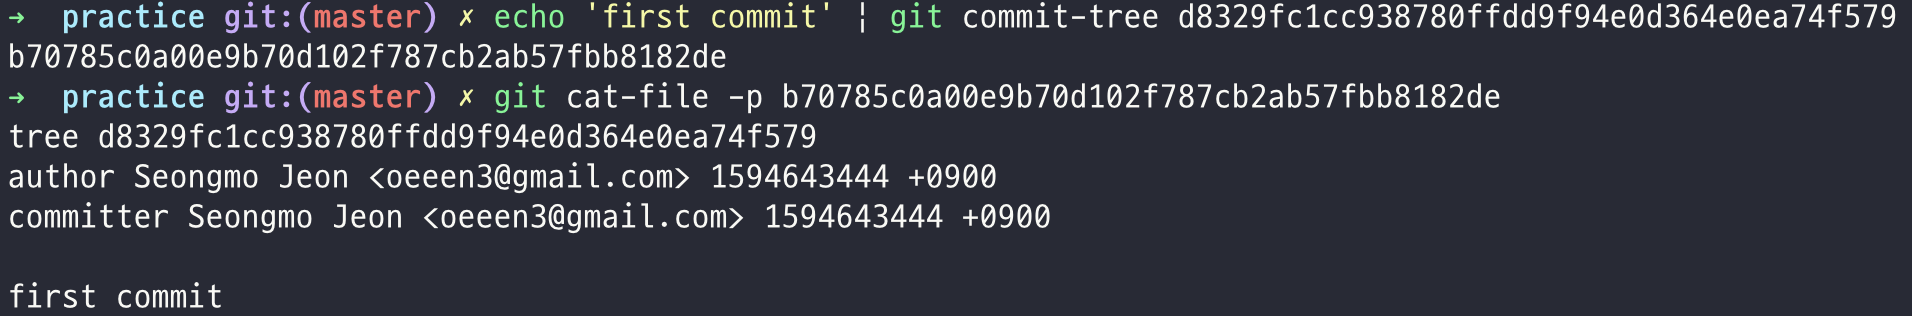 → practice git:(master) ✗ echo 'first commit' | git commit-tree d8329fc1cc938780ffdd9f94e0d364e0ea74f579
b70785c0a00e9b70d102f787cb2ab57fbb8182de
→ practice git:(master) ✗ git cat-file -p b70785c0a00e9b70d102f787cb2ab57fbb8182de
tree d8329fc1cc938780ffdd9f94e0d364e0ea74f579
author Seongmo Jeon <oeeen3@gmail.com> 1594643444 +0900
committer Seongmo Jeon <oeeen3@gmail.com> 1594643444 +0900
first commit